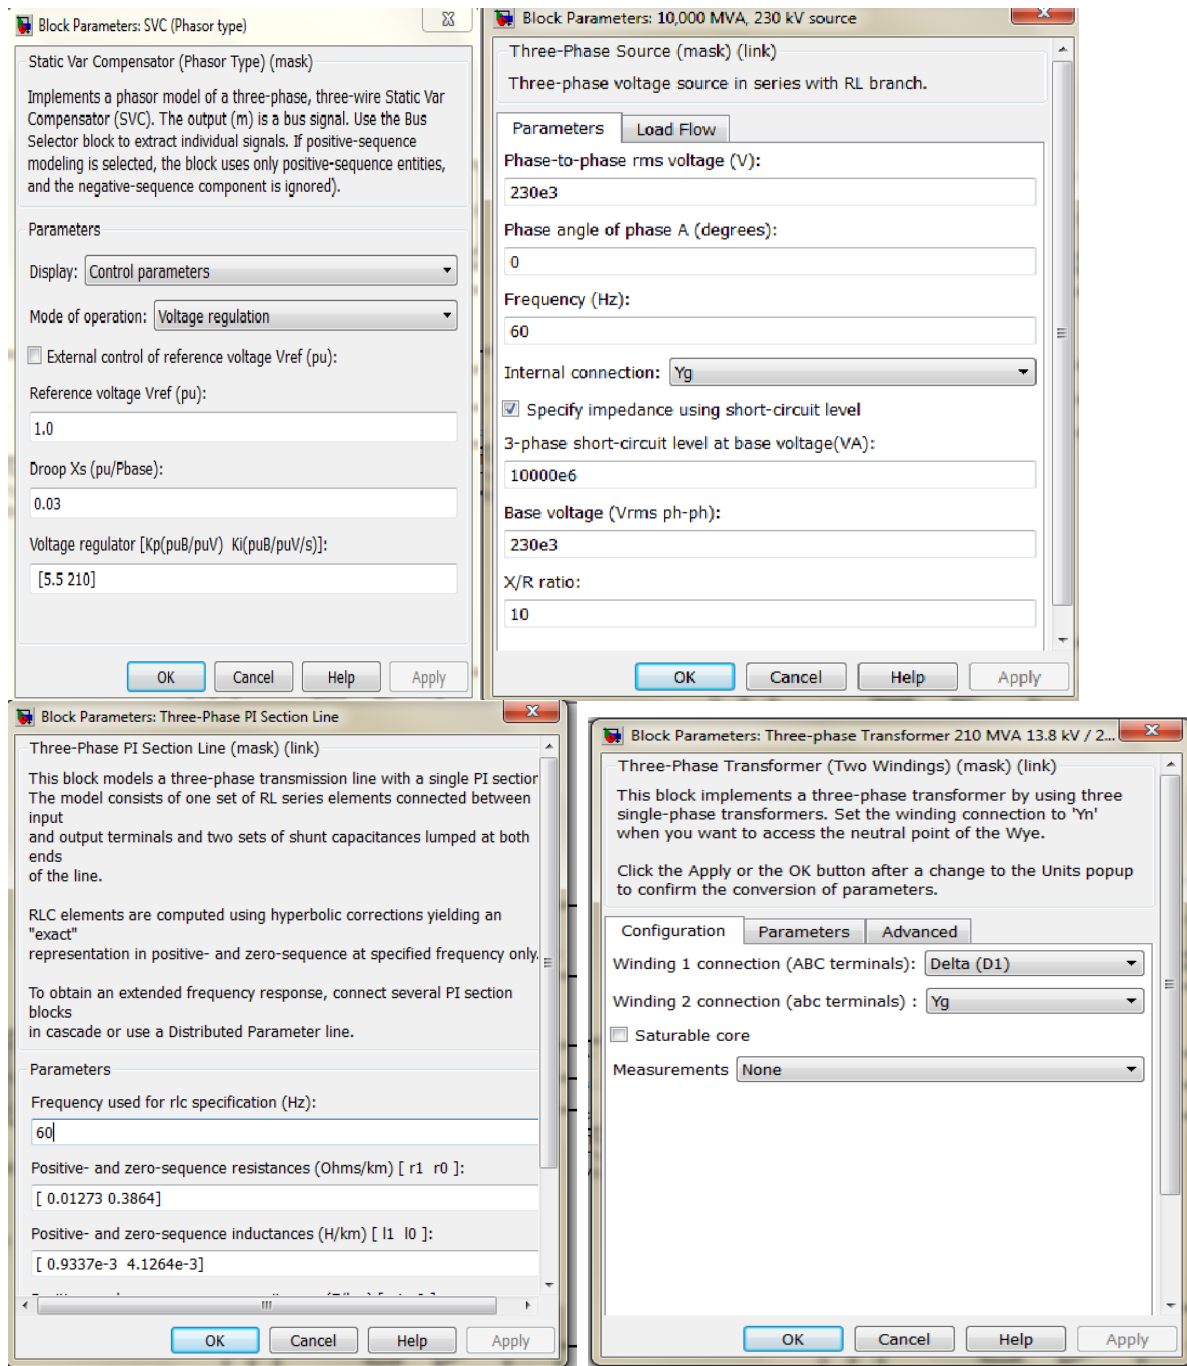 Block Parameters: SVC (Phasor type)
Static Var Compensator (Phasor Type) (mask)
Implements a phasor model of a three-phase, three-wire Static Var
Compensator (SVC). The output (m) is a bus signal. Use the Bus
Selector block to extract individual signals. If positive-sequence
modeling is selected, the block uses only positive-sequence entities,
and the negative-sequence component is ignored).
Parameters
Display: Control parameters
Mode of operation: Voltage regulation
External control of reference voltage Vref (pu):
Reference voltage Vref (pu):
1.0
Droop Xs (pu/Pbase):
0.03
Voltage regulator [Kp(puB/puV) Ki(puB/puV/s)]:
[5.5 210]
OK Cancel Help Apply
Block Parameters: 10,000 MVA, 230 kV source
Three-Phase Source (mask) (link)
Three-phase voltage source in series with RL branch.
Parameters Load Flow
Phase-to-phase rms voltage (V):
230e3
Phase angle of phase A (degrees):
0
Frequency (Hz):
60
Internal connection: Yg
Specify impedance using short-circuit level
3-phase short-circuit level at base voltage(VA):
10000e6
Base voltage (Vrms ph-ph):
230e3
X/R ratio:
10
OK Cancel Help Apply
Block Parameters: Three-Phase PI Section Line
Three-Phase PI Section Line (mask) (link)
This block models a three-phase transmission line with a single PI section
The model consists of one set of RL series elements connected between
input
and output terminals and two sets of shunt capacitances lumped at both
ends
of the line.
RLC elements are computed using hyperbolic corrections yielding an
"exact"
representation in positive- and zero-sequence at specified frequency only.
To obtain an extended frequency response, connect several PI section
blocks
in cascade or use a Distributed Parameter line.
Parameters
Frequency used for rlc specification (Hz):
60
Positive- and zero-sequence resistances (Ohms/km) [ r1 r0 ]:
[ 0.01273 0.3864]
Positive- and zero-sequence inductances (H/km) [ l1 l0 ]:
[ 0.9337e-3 4.1264e-3]
OK Cancel Help Apply
Block Parameters: Three-phase Transformer 210 MVA 13.8 kV / 2...
Three-Phase Transformer (Two Windings) (mask) (link)
This block implements a three-phase transformer by using three
single-phase transformers. Set the winding connection to 'Yn'
when you want to access the neutral point of the Wye.
Click the Apply or the OK button after a change to the Units popup
to confirm the conversion of parameters.
Configuration Parameters Advanced
Winding 1 connection (ABC terminals): Delta (D1)
Winding 2 connection (abc terminals) : Yg
Saturable core
Measurements None
OK Cancel Help Apply